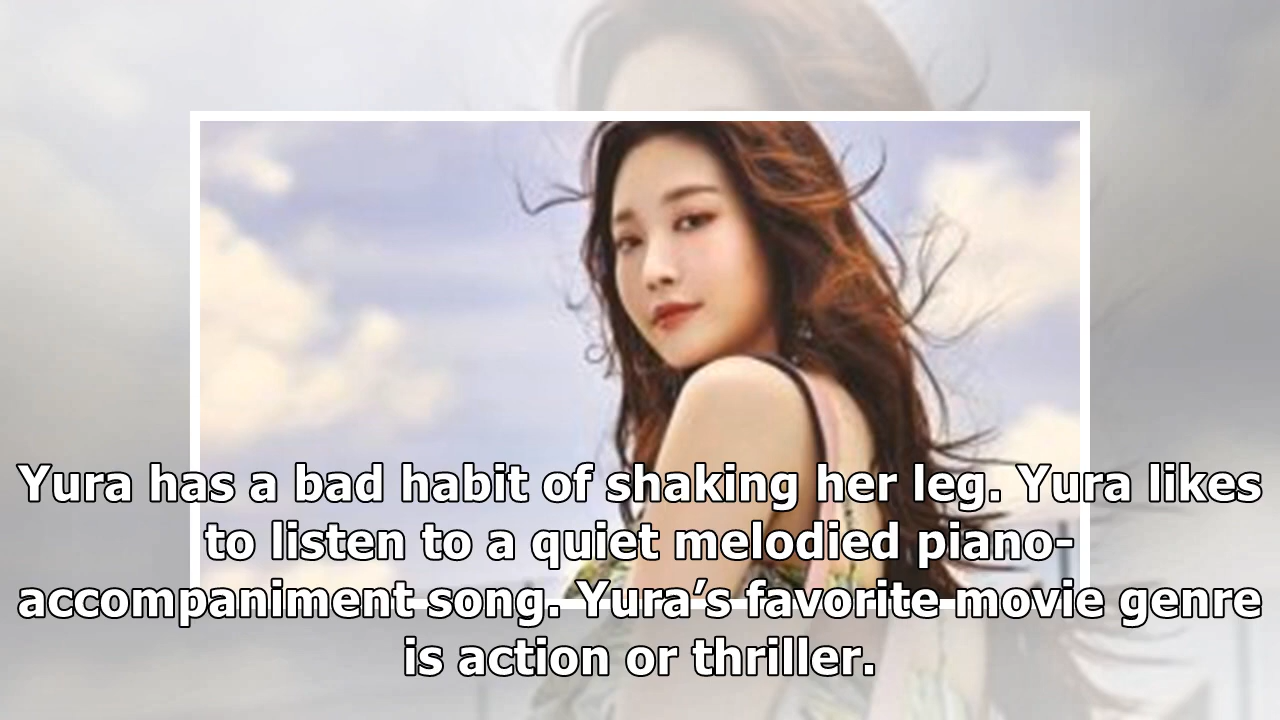 Yura has a bad habit of shaking her leg. Yura likes
to listen to a quiet melodied piano-
accompaniment song. Yura’s favorite movie genre
is action or thriller.